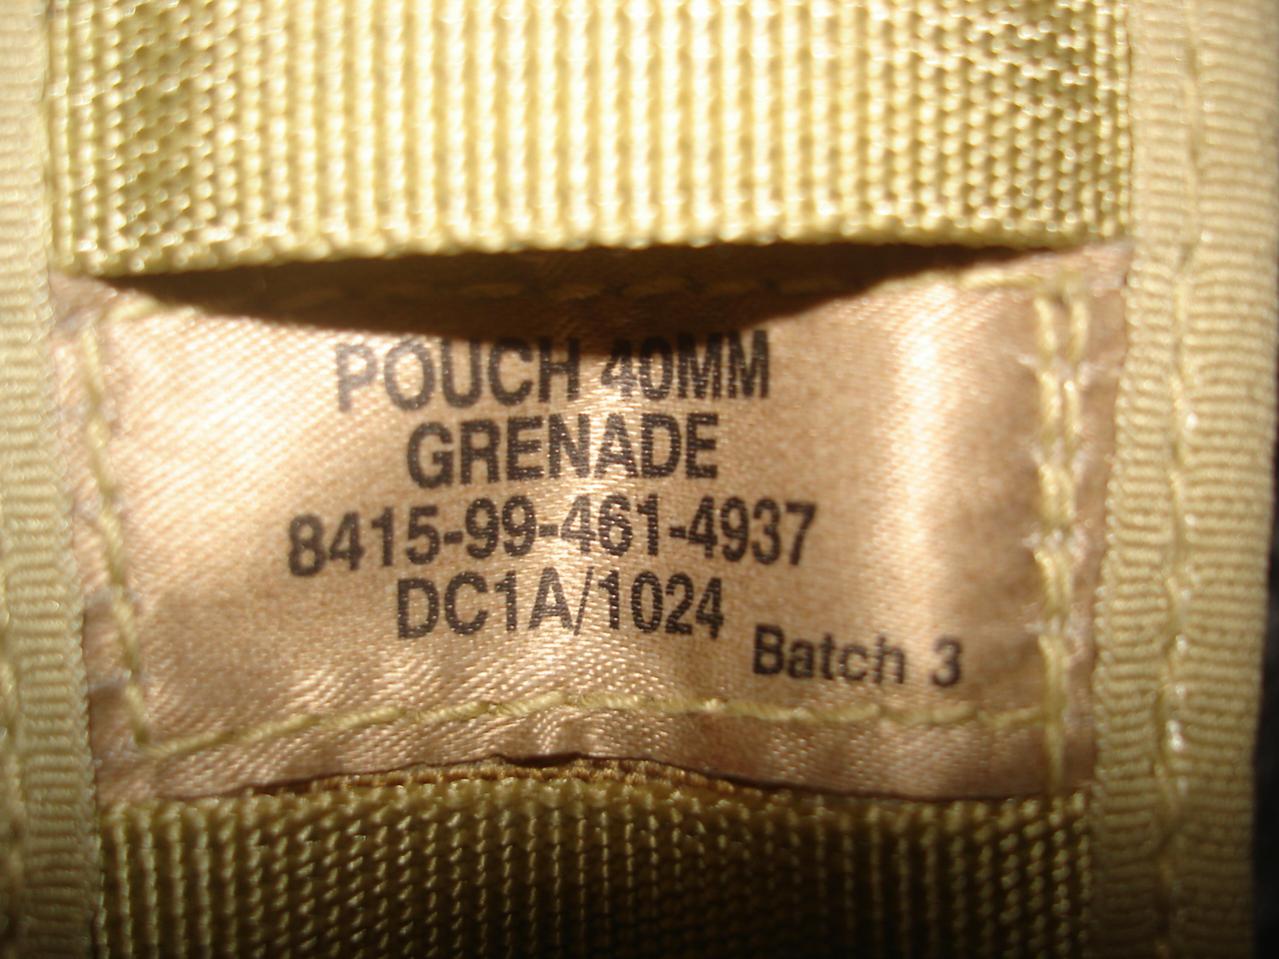 POUCH 40MM
GRENADE
8415-99-461-4937
DC1A/1024
Batch 3